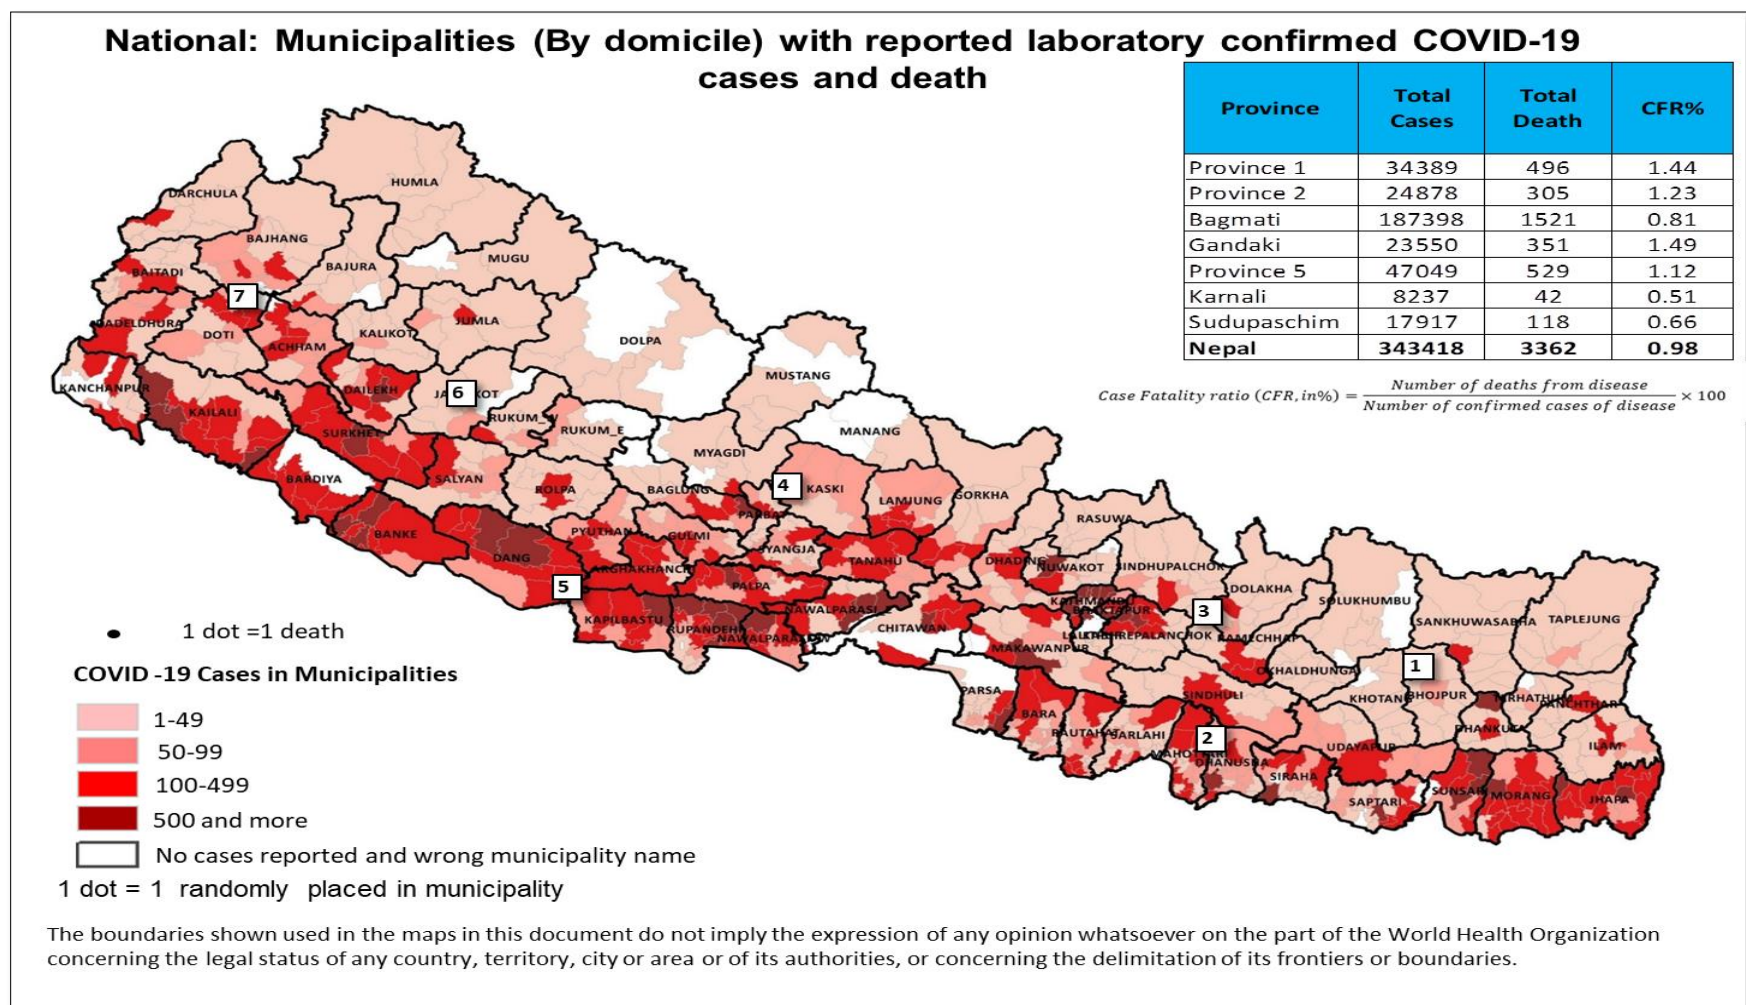 National: Municipalities (By domicile) with reported laboratory confirmed COVID-19
cases and death
Province Total Cases Total Death CFR%
Province 1 34389 496 1.44
Province 2 24878 305 1.23
Bagmati 187398 1521 0.81
Gandaki 23550 351 1.49
Province 5 47049 529 1.12
Karnali 8237 42 0.51
Sudupaschim 17917 118 0.66
Nepal 343418 3362 0.98
Case Fatality ratio (CFR, in%) = Number of deaths from disease / Number of confirmed cases of disease × 100
HUMLA
DARCHULA
BAJHANG
MUGU
BAJURA
BAITADI
7
DADELDHURA
DOTI
ACHHAM
KALIKOT
JUMLA
DOLPA
MUSTANG
KANCHANPUR
DAILEKH
6
KAILALI
SURKHET
RUKUM_W
RUKUM_E
MANANG
MYAGDI
BARDIYA
SALYAN
ROLPA
BAGLUNG
4
KASKI
LAMJUNG
GORKHA
PARBAT
RASUWA
BANKE
DANG
PYUTHAN
GULMI
SYANGJA
TANAHU
DHADING
NUWAKOT
SINDHUPALCHOK
DOLAKHA
ARGHAKHANCHI
5
PALPA
KATHMANDU
BHAKTAPUR
3
SOLUKHUMBU
SANKHUWASABHA
TAPLEJUNG
KAPILBASTU
RUPANDEHI
NAWALPARASI_E
CHITAWAN
MAKAWANPUR
RAMECHHAP
OKHALDHUNGA
1
KHOTANG
BHOJPUR
PARSA
BARA
RAUTAHAT
SARLAHI
SINDHULI
2
DHANUSHA
SIRAHA
UDAYAPUR
DHANKUTA
PANCHTHAR
ILAM
SAPTARI
SUNSARI
MORANG
JHAPA
1 dot =1 death
COVID -19 Cases in Municipalities
1-49
50-99
100-499
500 and more
No cases reported and wrong municipality name
1 dot = 1 randomly placed in municipality
The boundaries shown used in the maps in this document do not imply the expression of any opinion whatsoever on the part of the World Health Organization
concerning the legal status of any country, territory, city or area or of its authorities, or concerning the delimitation of its frontiers or boundaries.